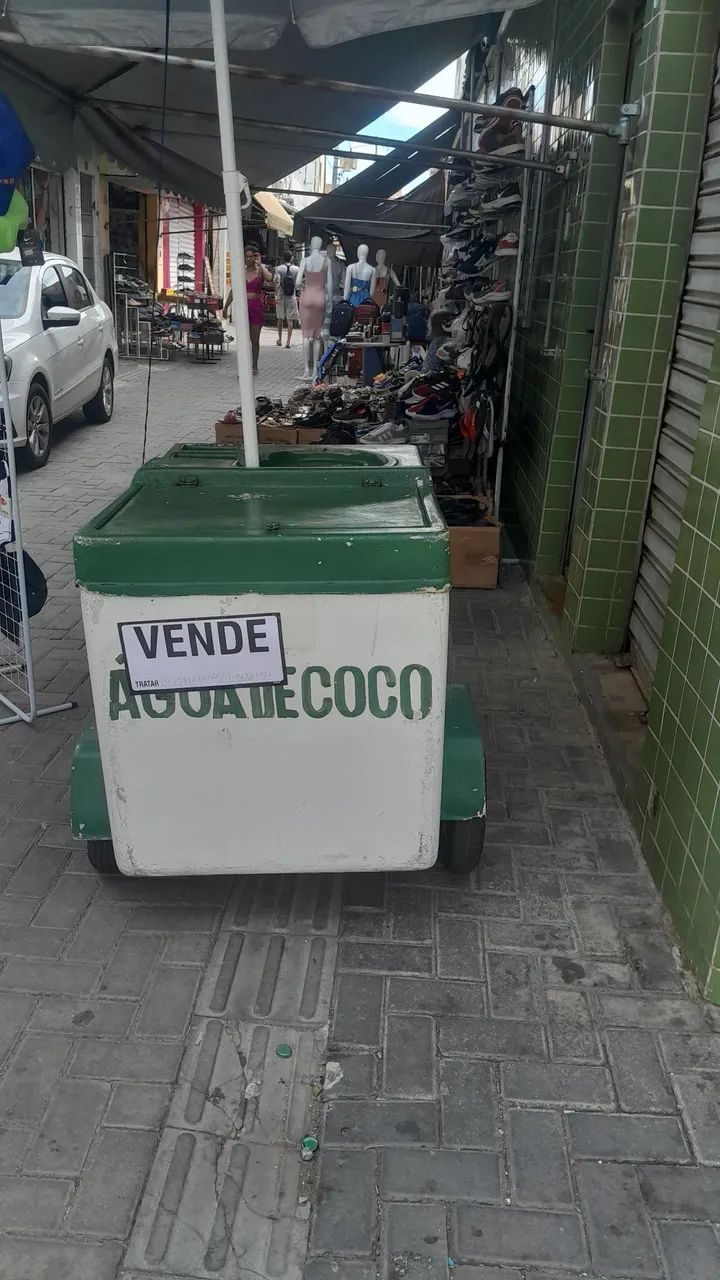 VENDE
TRATAR
ÁGUA DE COCO